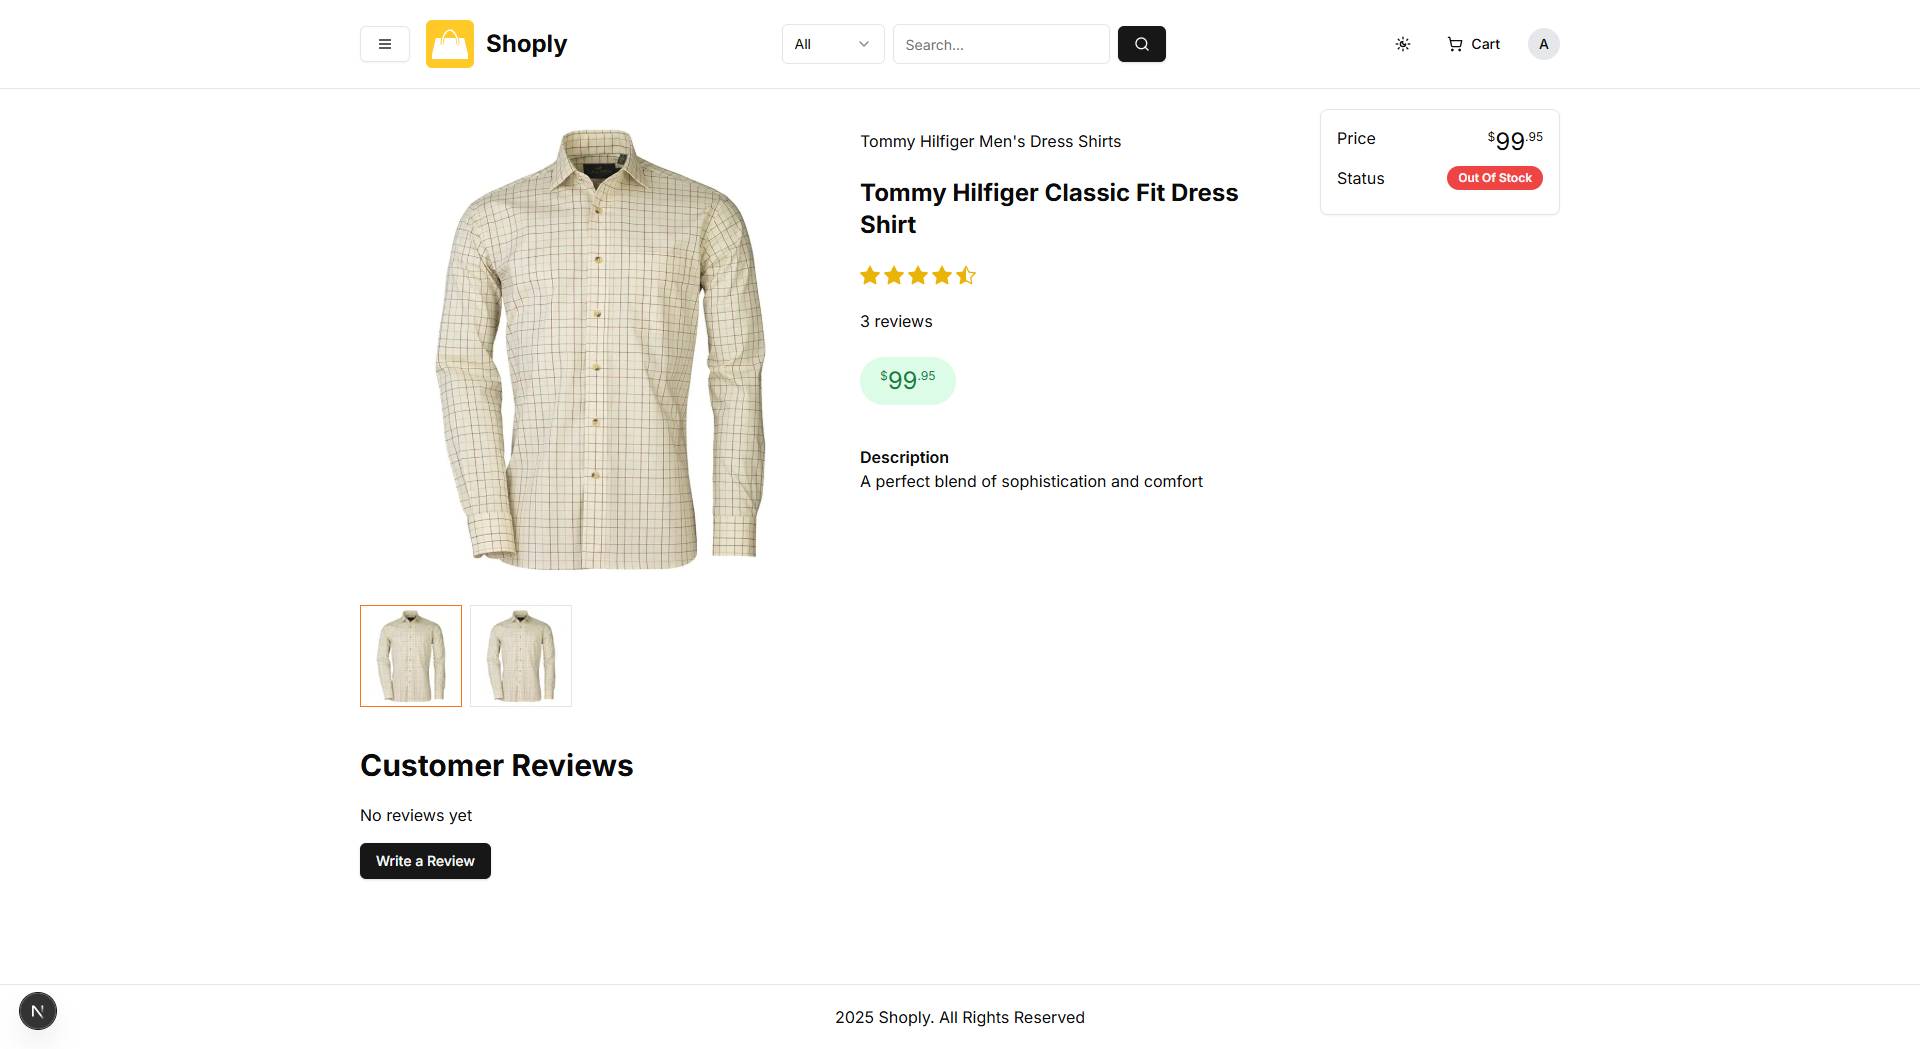 Shoply
All
Search...
Cart
A
Tommy Hilfiger Men's Dress Shirts
Tommy Hilfiger Classic Fit Dress
Shirt
3 reviews
$99.95
Description
A perfect blend of sophistication and comfort
Price
$99.95
Status
Out Of Stock
Customer Reviews
No reviews yet
Write a Review
N
2025 Shoply. All Rights Reserved